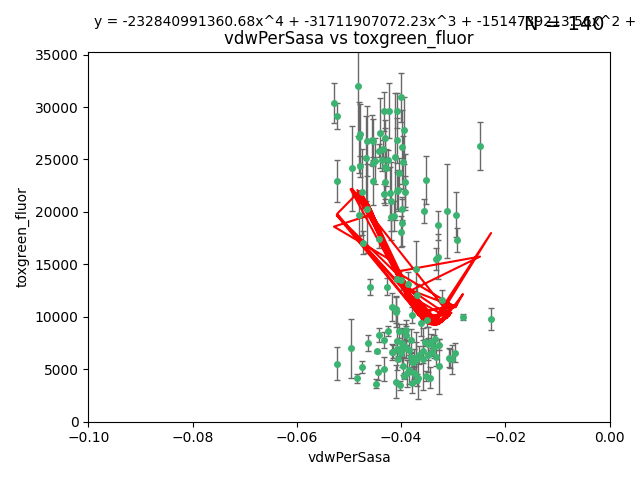 y = -232840991360.68x^4 + -31711907072.23x^3 + x^2 +
N = 140
vdwPerSasa vs toxgreen_fluor
35000
30000
25000
20000
15000
10000
5000
0
toxgreen_fluor
−0.10
−0.08
−0.06
−0.04
−0.02
0.00
vdwPerSasa